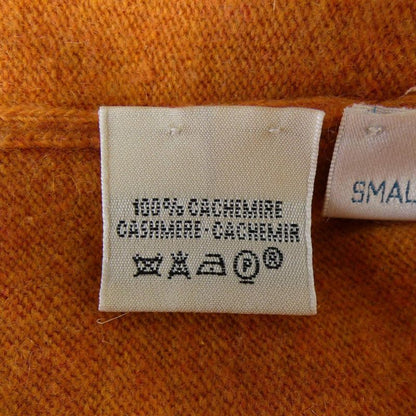 100% CACHEMIRE
CASHMERE-CACHEMIR
P ®
SMAL